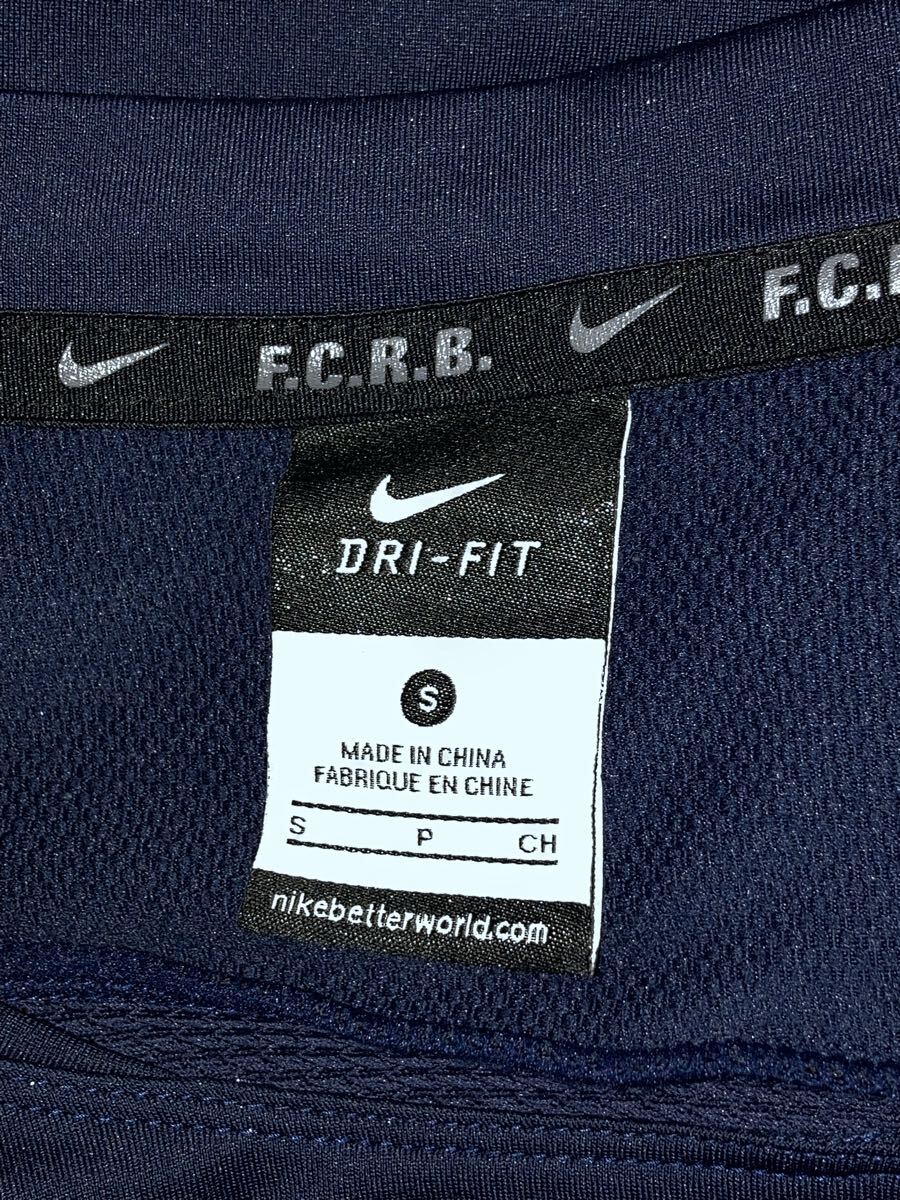 F.C.R.B.
F.C.
DRI-FIT
S
MADE IN CHINA
FABRIQUE EN CHINE
S P CH
nikebetterworld.com